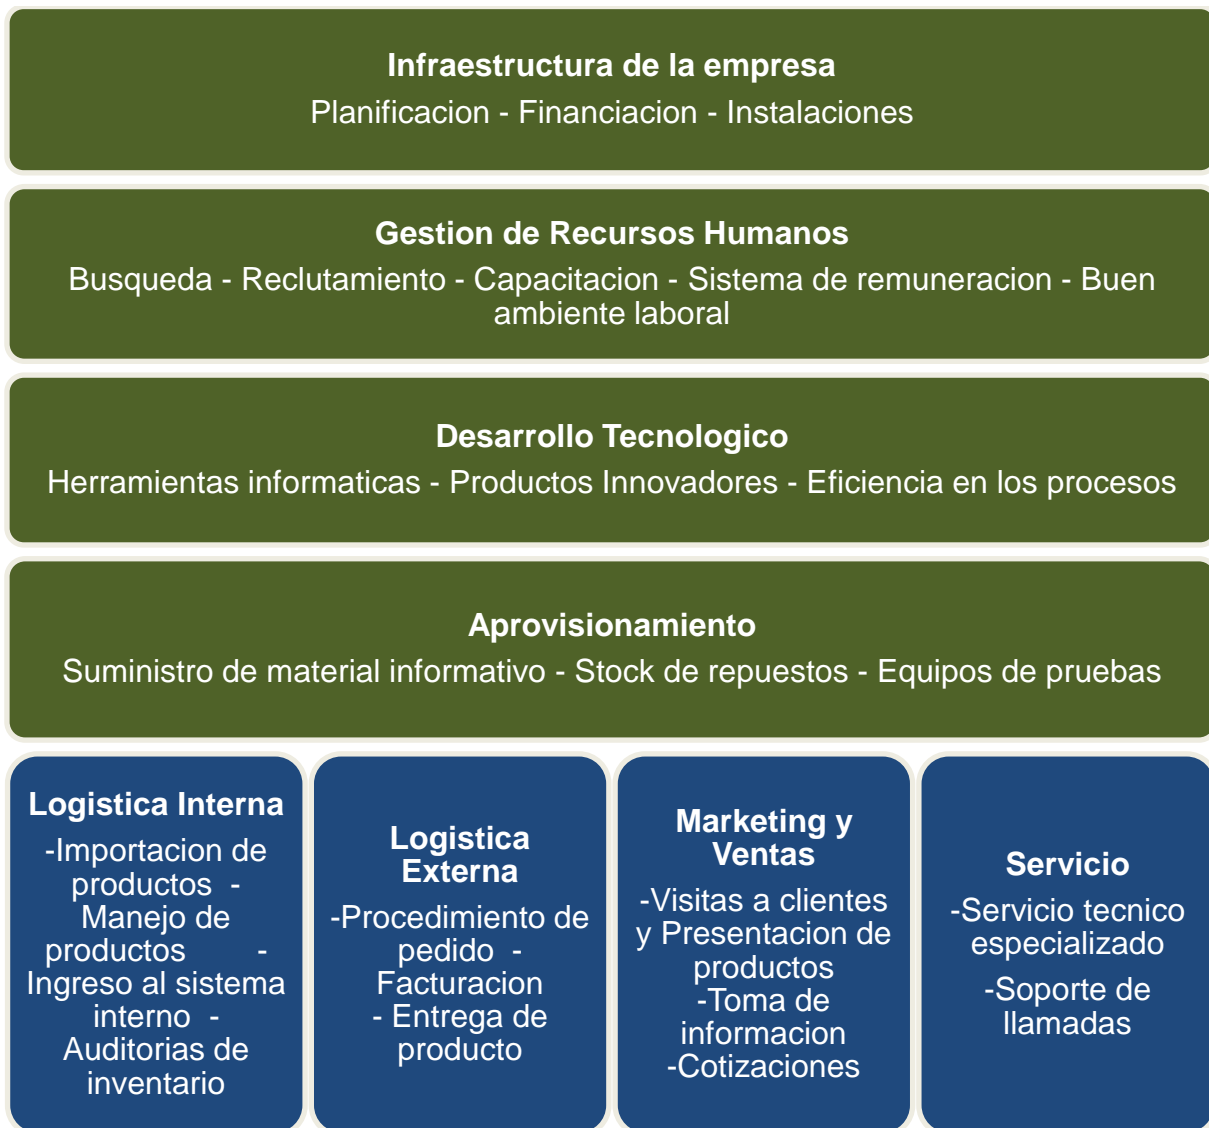 Infraestructura de la empresa
Planificacion - Financiacion - Instalaciones
Gestion de Recursos Humanos
Busqueda - Reclutamiento - Capacitacion - Sistema de remuneracion - Buen
ambiente laboral
Desarrollo Tecnologico
Herramientas informaticas - Productos Innovadores - Eficiencia en los procesos
Aprovisionamiento
Suministro de material informativo - Stock de repuestos - Equipos de pruebas
Logistica Interna
-Importacion de
productos -
Manejo de
productos -
Ingreso al sistema
interno -
Auditorias de
inventario
Logistica
Externa
-Procedimiento de
pedido -
Facturacion
- Entrega de
producto
Marketing y
Ventas
-Visitas a clientes
y Presentacion de
productos
-Toma de
informacion
-Cotizaciones
Servicio
-Servicio tecnico
especializado
-Soporte de
llamadas